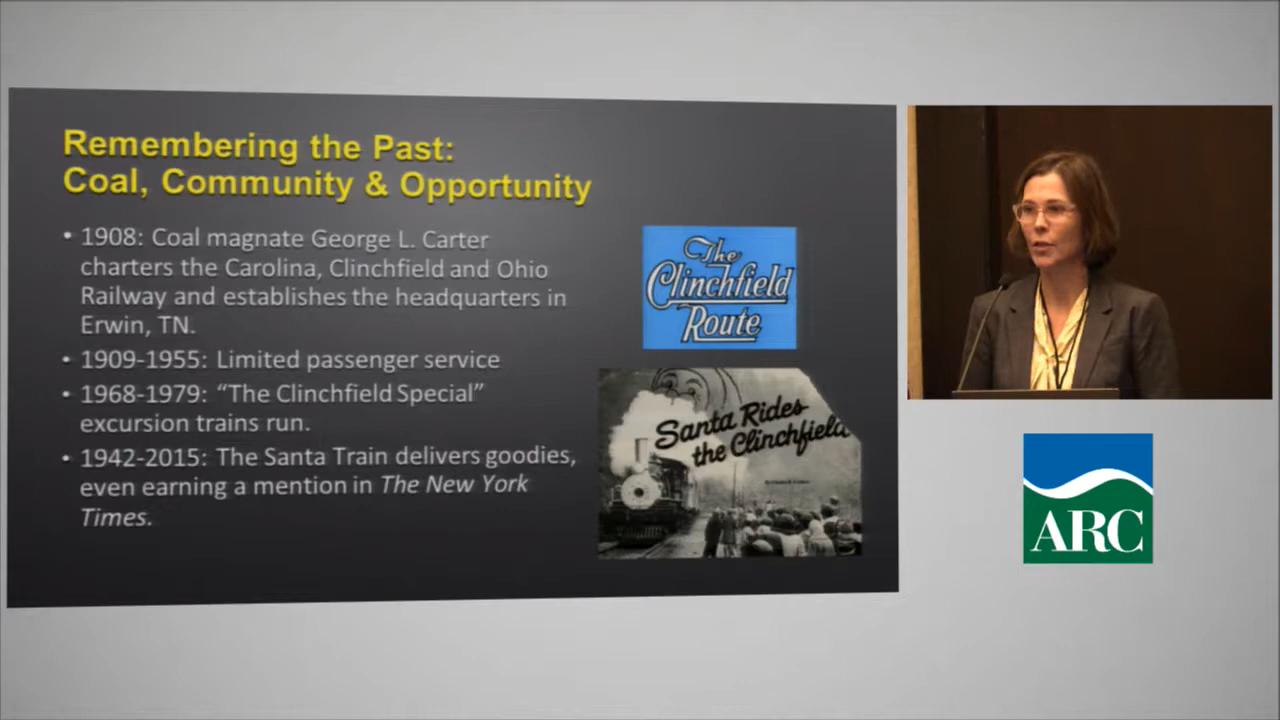 Remembering the Past:
Coal, Community & Opportunity
• 1908: Coal magnate George L. Carter
charters the Carolina, Clinchfield and Ohio
Railway and establishes the headquarters in
Erwin, TN.
• 1909-1955: Limited passenger service
• 1968-1979: “The Clinchfield Special”
excursion trains run.
• 1942-2015: The Santa Train delivers goodies,
even earning a mention in The New York
Times.
The
Clinchfield
Route
Santa Rides
the Clinchfield
ARC